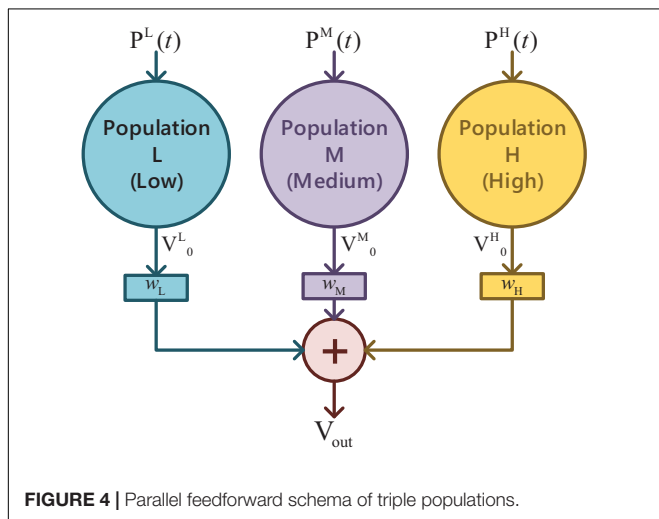 P^L(t) P^M(t) P^H(t)
Population Population Population
L M H
(Low) (Medium) (High)
V^L_0 V^M_0 V^H_0
w_L w_M w_H
+
V_out
FIGURE 4 | Parallel feedforward schema of triple populations.